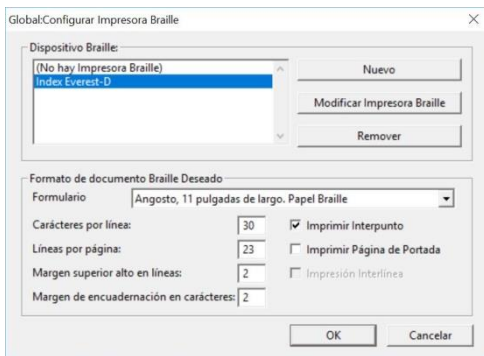 Global:Configurar Impresora Braille
Dispositivo Braille:
(No hay Impresora Braille)
Index Everest-D
Nuevo
Modificar Impresora Braille
Remover
Formato de documento Braille Deseado
Formulario Angosto, 11 pulgadas de largo. Papel Braille
Carácteres por línea: 30 Imprimir Interpunto
Líneas por página: 23 Imprimir Página de Portada
Margen superior alto en líneas: 2 Impresión Interlínea
Margen de encuadernación en carácteres: 2
OK Cancelar